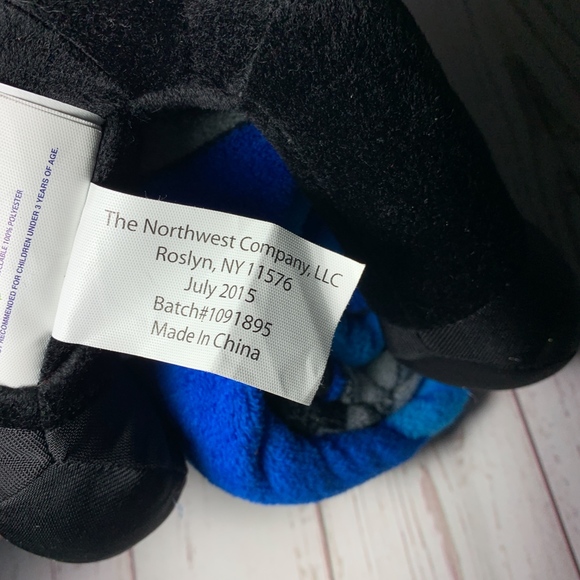 The Northwest Company, LLC
Roslyn, NY 11576
July 2015
Batch#1091895
Made In China
100% POLYESTER
RECOMMENDED FOR CHILDREN UNDER 3 YEARS OF AGE.